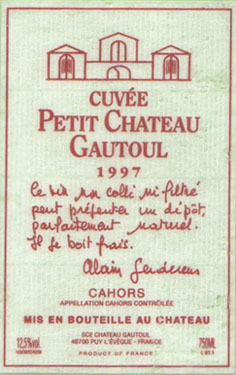 CUVÉE
PETIT CHATEAU
GAUTOUL
1997
Ce vin non collé ni filtré
peut présenter un dépôt,
parfaitement naturel.
Il se boit frais.
Alain Senderens
CAHORS
APPELLATION CAHORS CONTRÔLÉE
MIS EN BOUTEILLE AU CHATEAU
12,5%vol.
SCE CHATEAU GAUTOUL
46700 PUY L'ÉVÊQUE - FRANCE
750ML
PRODUCT OF FRANCE